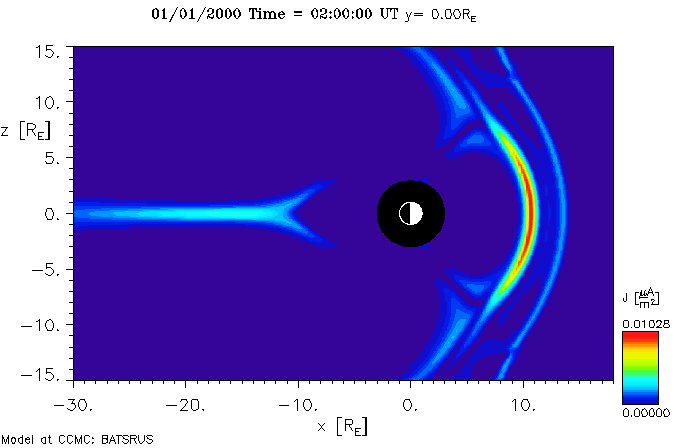 01/01/2000 Time = 02:00:00 UT y= 0.00RE
15.
10.
z [RE]
5.
0.
-5.
-10.
-15.
-30.
-20.
-10.
0.
10.
x [RE]
J [μA/m2]
0.01028
0.00000
Model at CCMC: BATSRUS